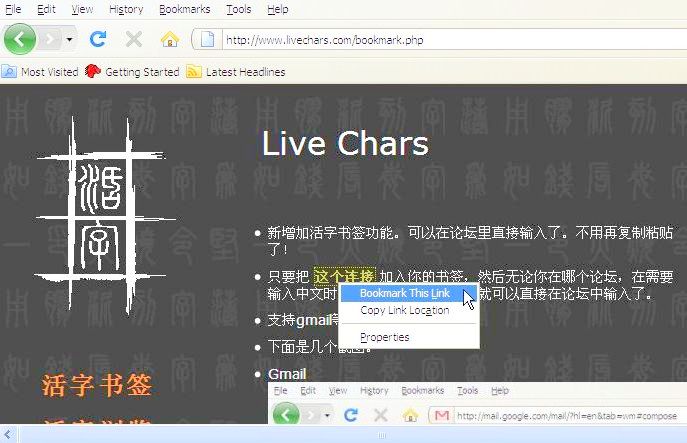 File Edit View History Bookmarks Tools Help
http://www.livechars.com/bookmark.php
Most Visited Getting Started Latest Headlines
活字
Live Chars
新增加活字书签功能。可以在论坛里直接输入了。不用再复制粘贴
了！
只要把 这个连接 加入你的书签，然后无论你在哪个论坛，在需要
输入中文时 就可以直接在论坛中输入了。
Bookmark This Link
Copy Link Location
Properties
支持gmail
下面是几个截图。
Gmail
活字书签
File Edit View History Bookmarks Tools Help
http://mail.google.com/mail/?hl=en&tab=wm#compose